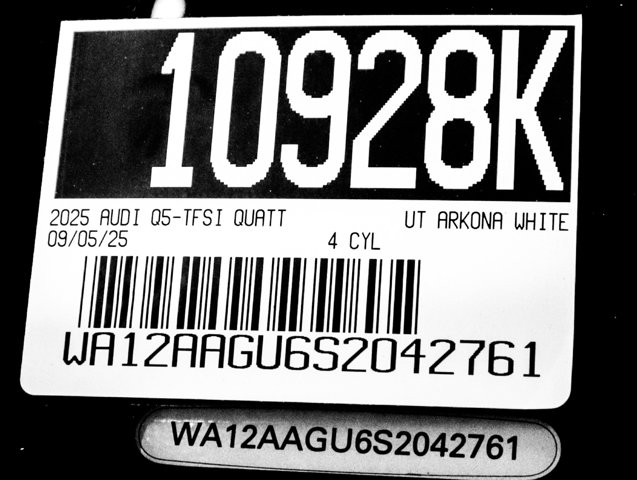 10928K
2025 AUDI Q5-TFSI QUATT UT ARKONA WHITE
09/05/25 4 CYL
WA12AAGU6S2042761
WA12AAGU6S2042761